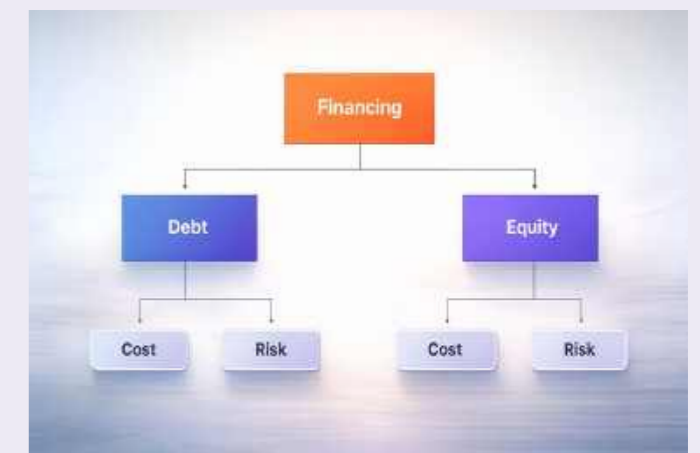 Financing
Debt
Equity
Cost
Risk
Cost
Risk